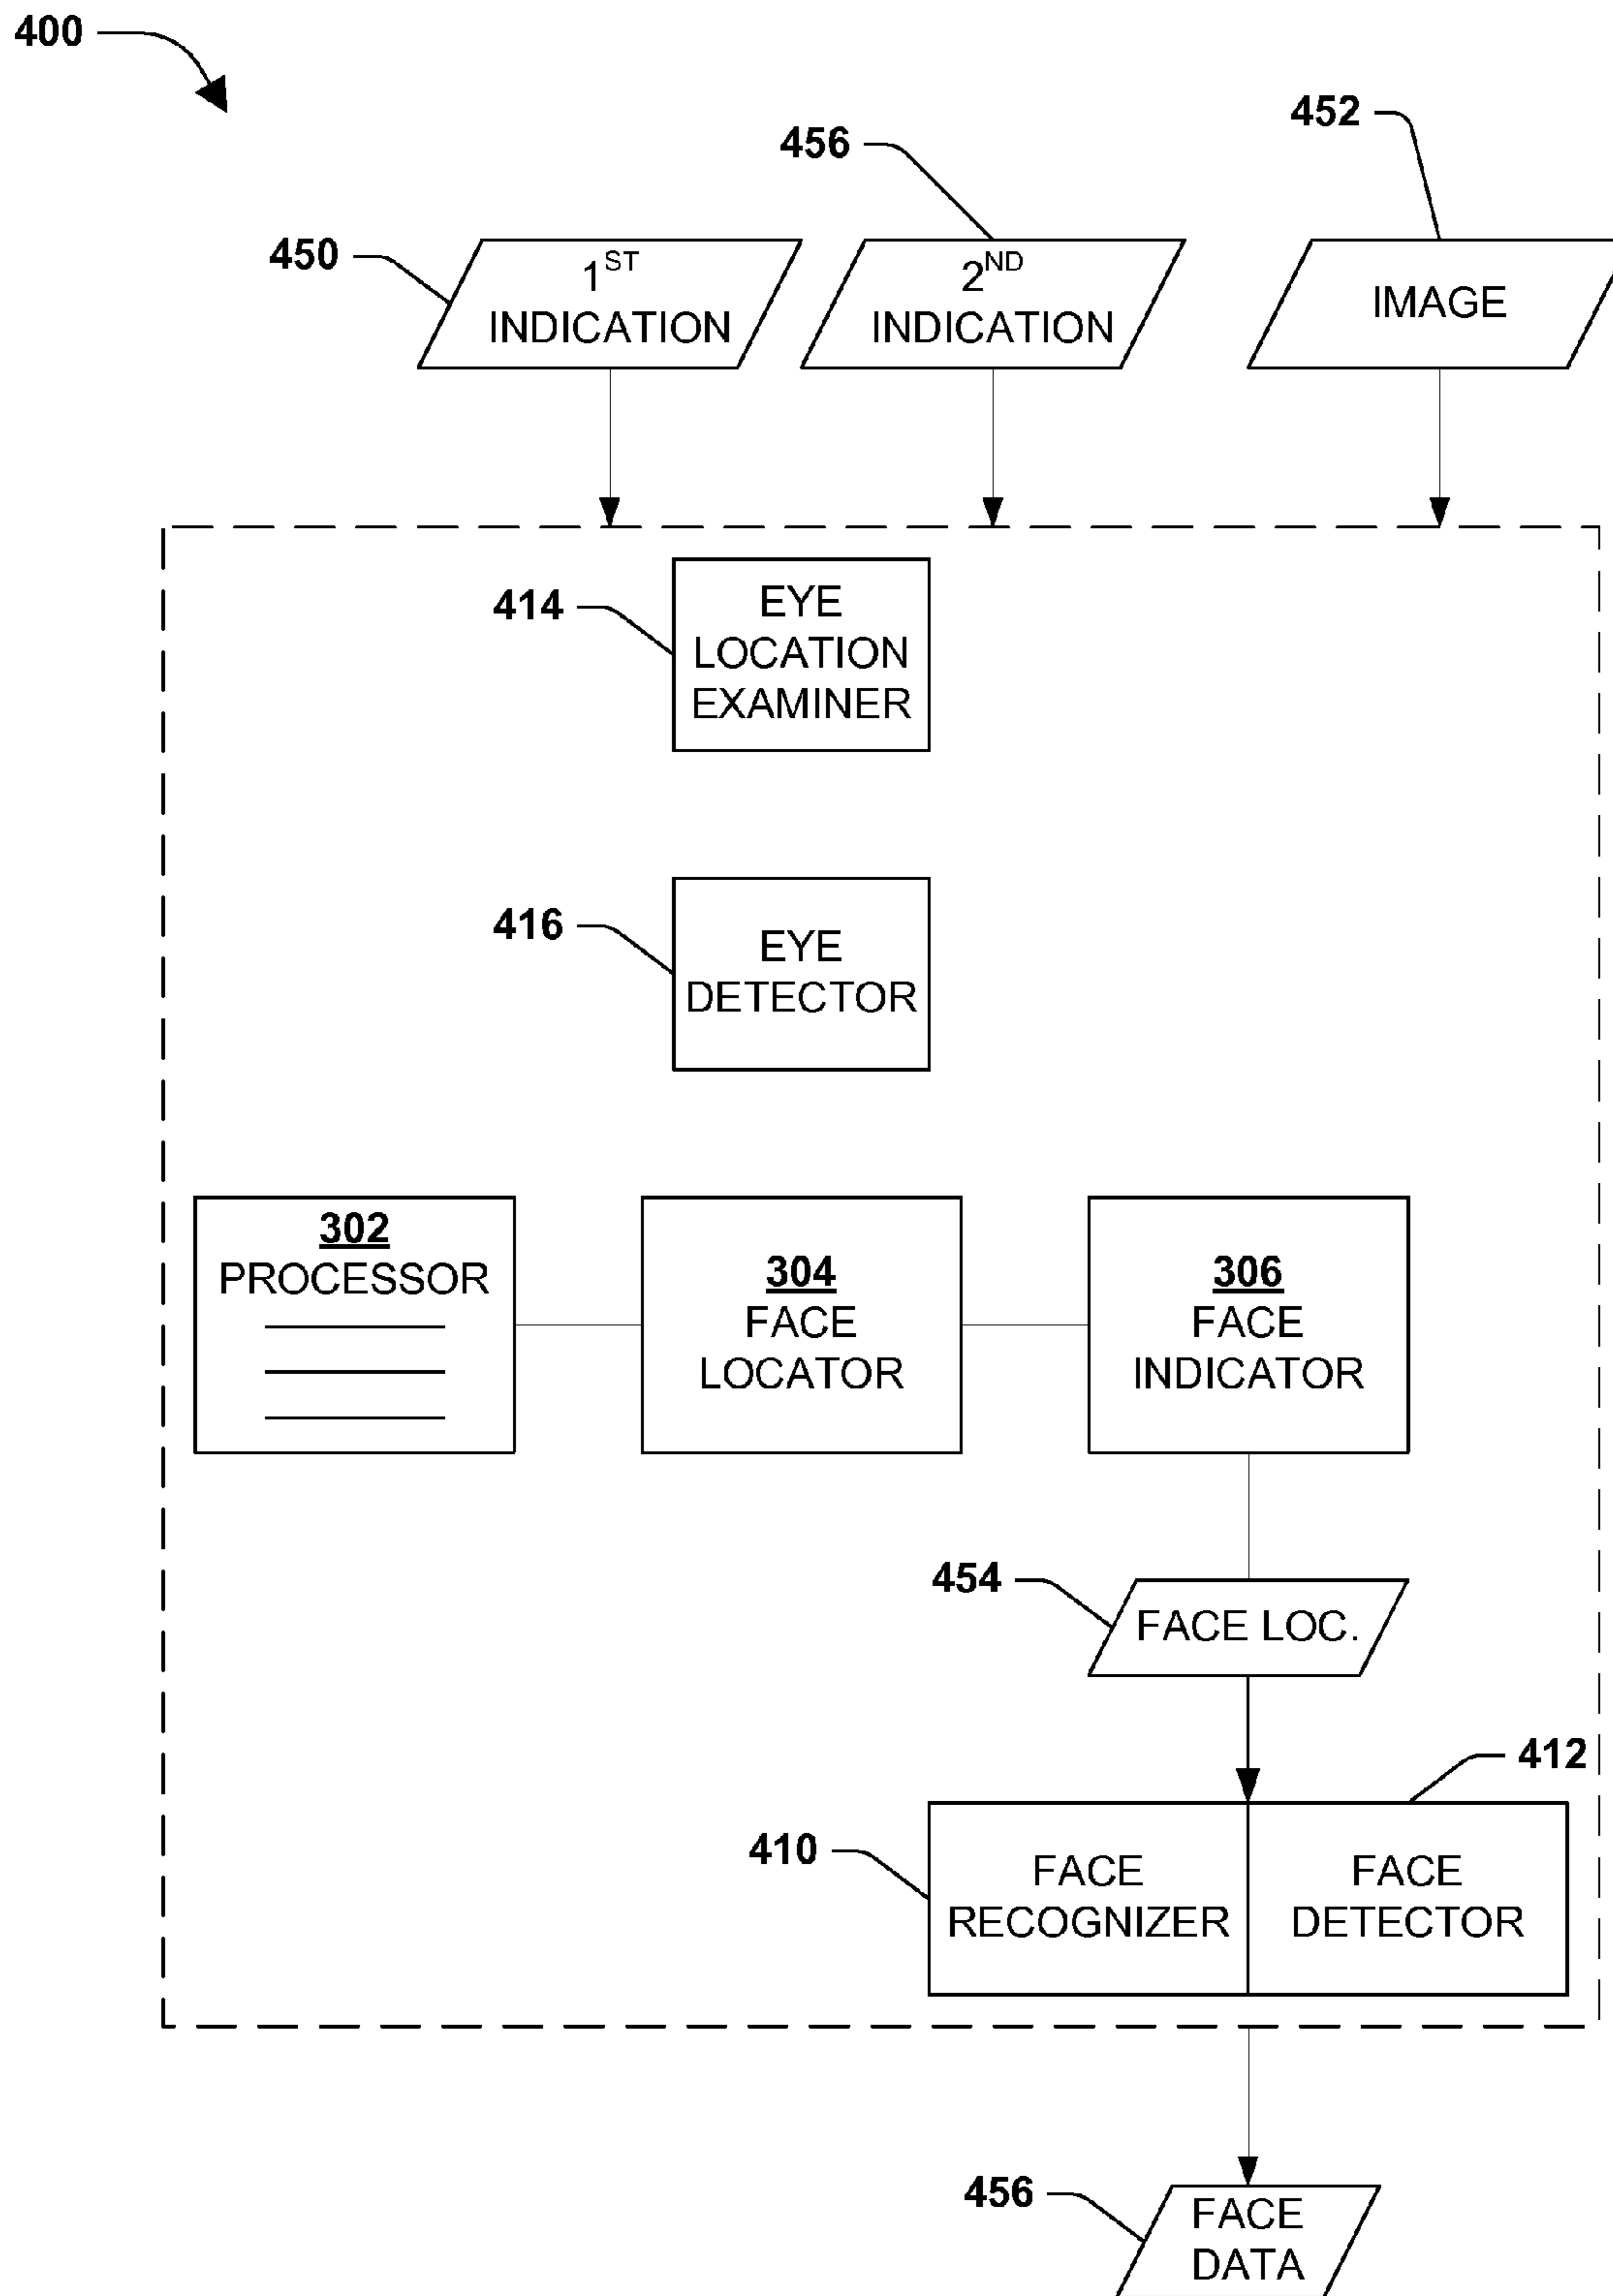 400
456
452
450
1ST
INDICATION
2ND
INDICATION
IMAGE
414
EYE
LOCATION
EXAMINER
416
EYE
DETECTOR
302
PROCESSOR
304
FACE
LOCATOR
306
FACE
INDICATOR
454
FACE LOC.
412
410
FACE
RECOGNIZER
FACE
DETECTOR
456
FACE
DATA